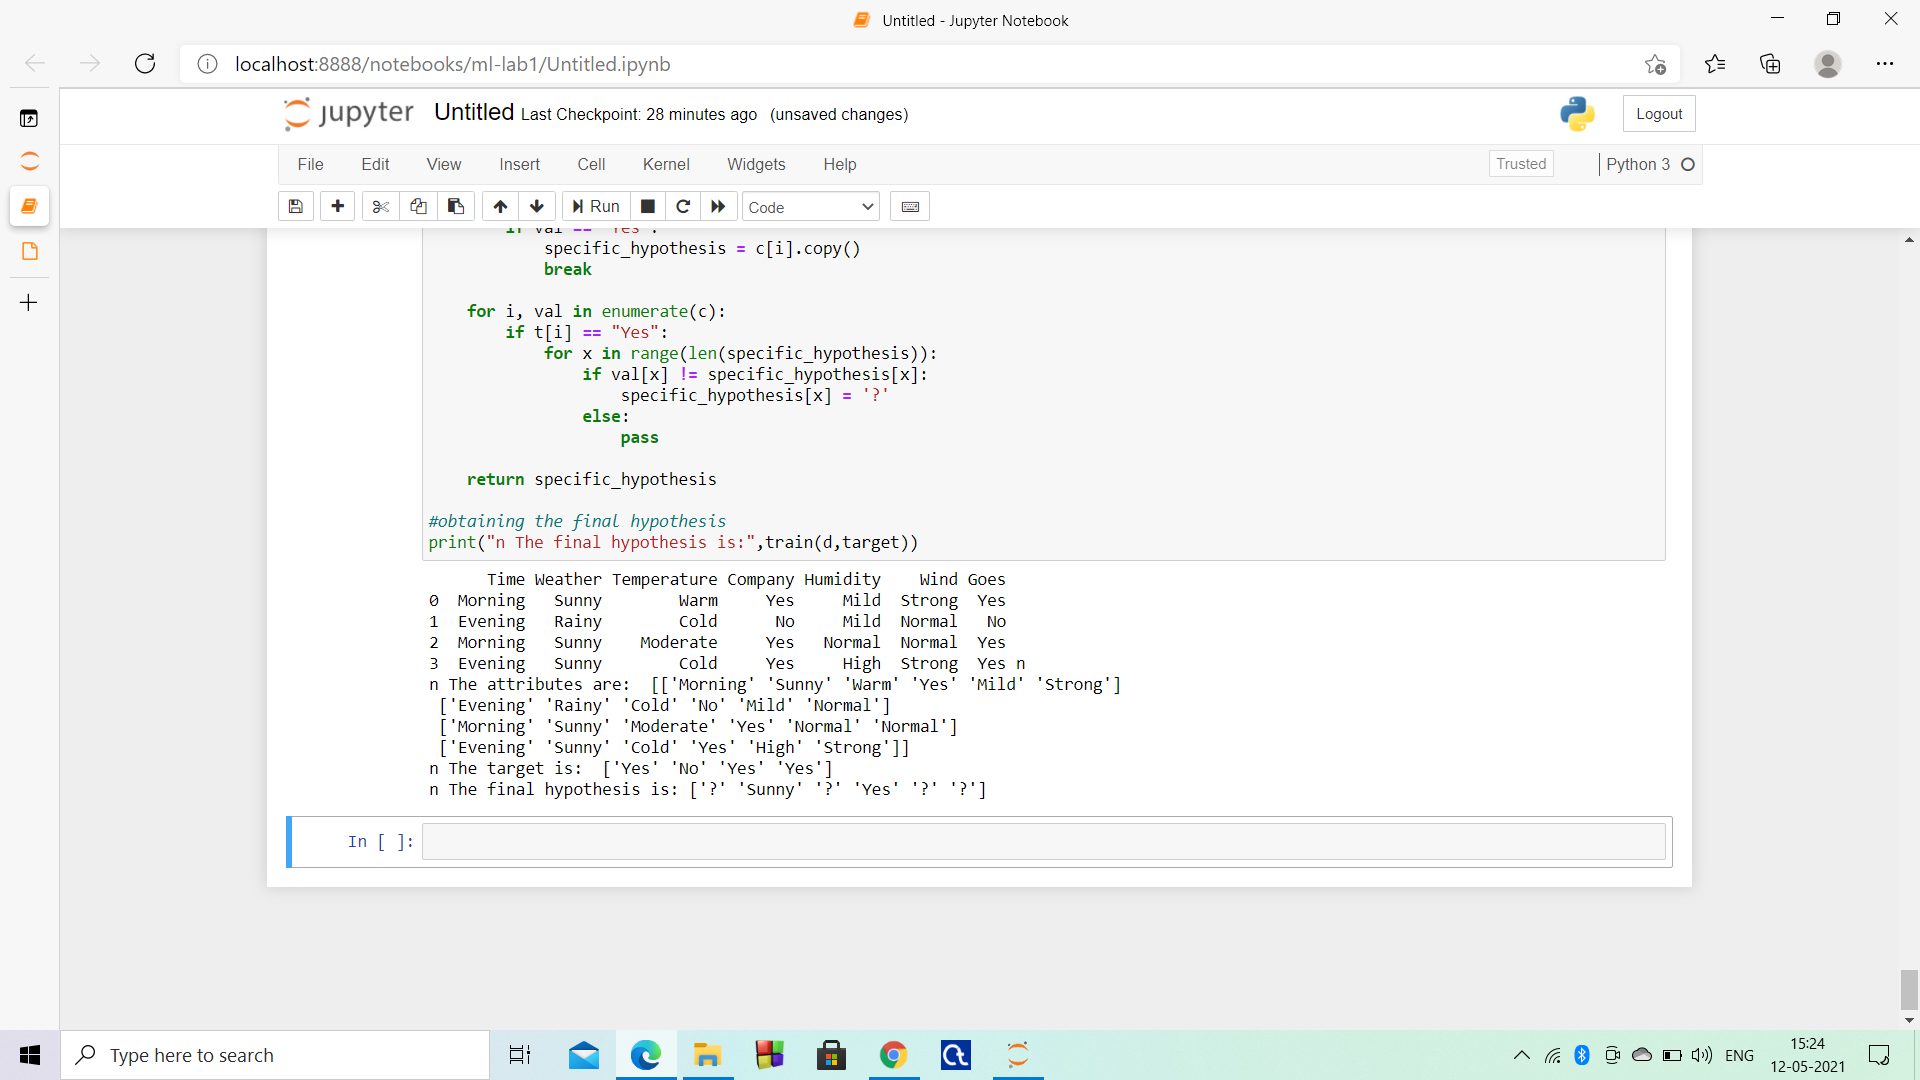 Untitled - Jupyter Notebook
localhost:8888/notebooks/ml-lab1/Untitled.ipynb
jupyter Untitled Last Checkpoint: 28 minutes ago (unsaved changes)
Logout
File Edit View Insert Cell Kernel Widgets Help
Trusted
Python 3
Run
Code
if val == "Yes":
specific_hypothesis = c[i].copy()
break
for i, val in enumerate(c):
if t[i] == "Yes":
for x in range(len(specific_hypothesis)):
if val[x] != specific_hypothesis[x]:
specific_hypothesis[x] = '?'
else:
pass
return specific_hypothesis
#obtaining the final hypothesis
print("n The final hypothesis is:",train(d,target))
Time Weather Temperature Company Humidity Wind Goes
0 Morning Sunny Warm Yes Mild Strong Yes
1 Evening Rainy Cold No Mild Normal No
2 Morning Sunny Moderate Yes Normal Normal Yes
3 Evening Sunny Cold Yes High Strong Yes n
n The attributes are: [['Morning' 'Sunny' 'Warm' 'Yes' 'Mild' 'Strong']
['Evening' 'Rainy' 'Cold' 'No' 'Mild' 'Normal']
['Morning' 'Sunny' 'Moderate' 'Yes' 'Normal' 'Normal']
['Evening' 'Sunny' 'Cold' 'Yes' 'High' 'Strong']]
n The target is: ['Yes' 'No' 'Yes' 'Yes']
n The final hypothesis is: ['?' 'Sunny' '?' 'Yes' '?' '?']
In [ ]:
Type here to search
ENG
15:24
12-05-2021